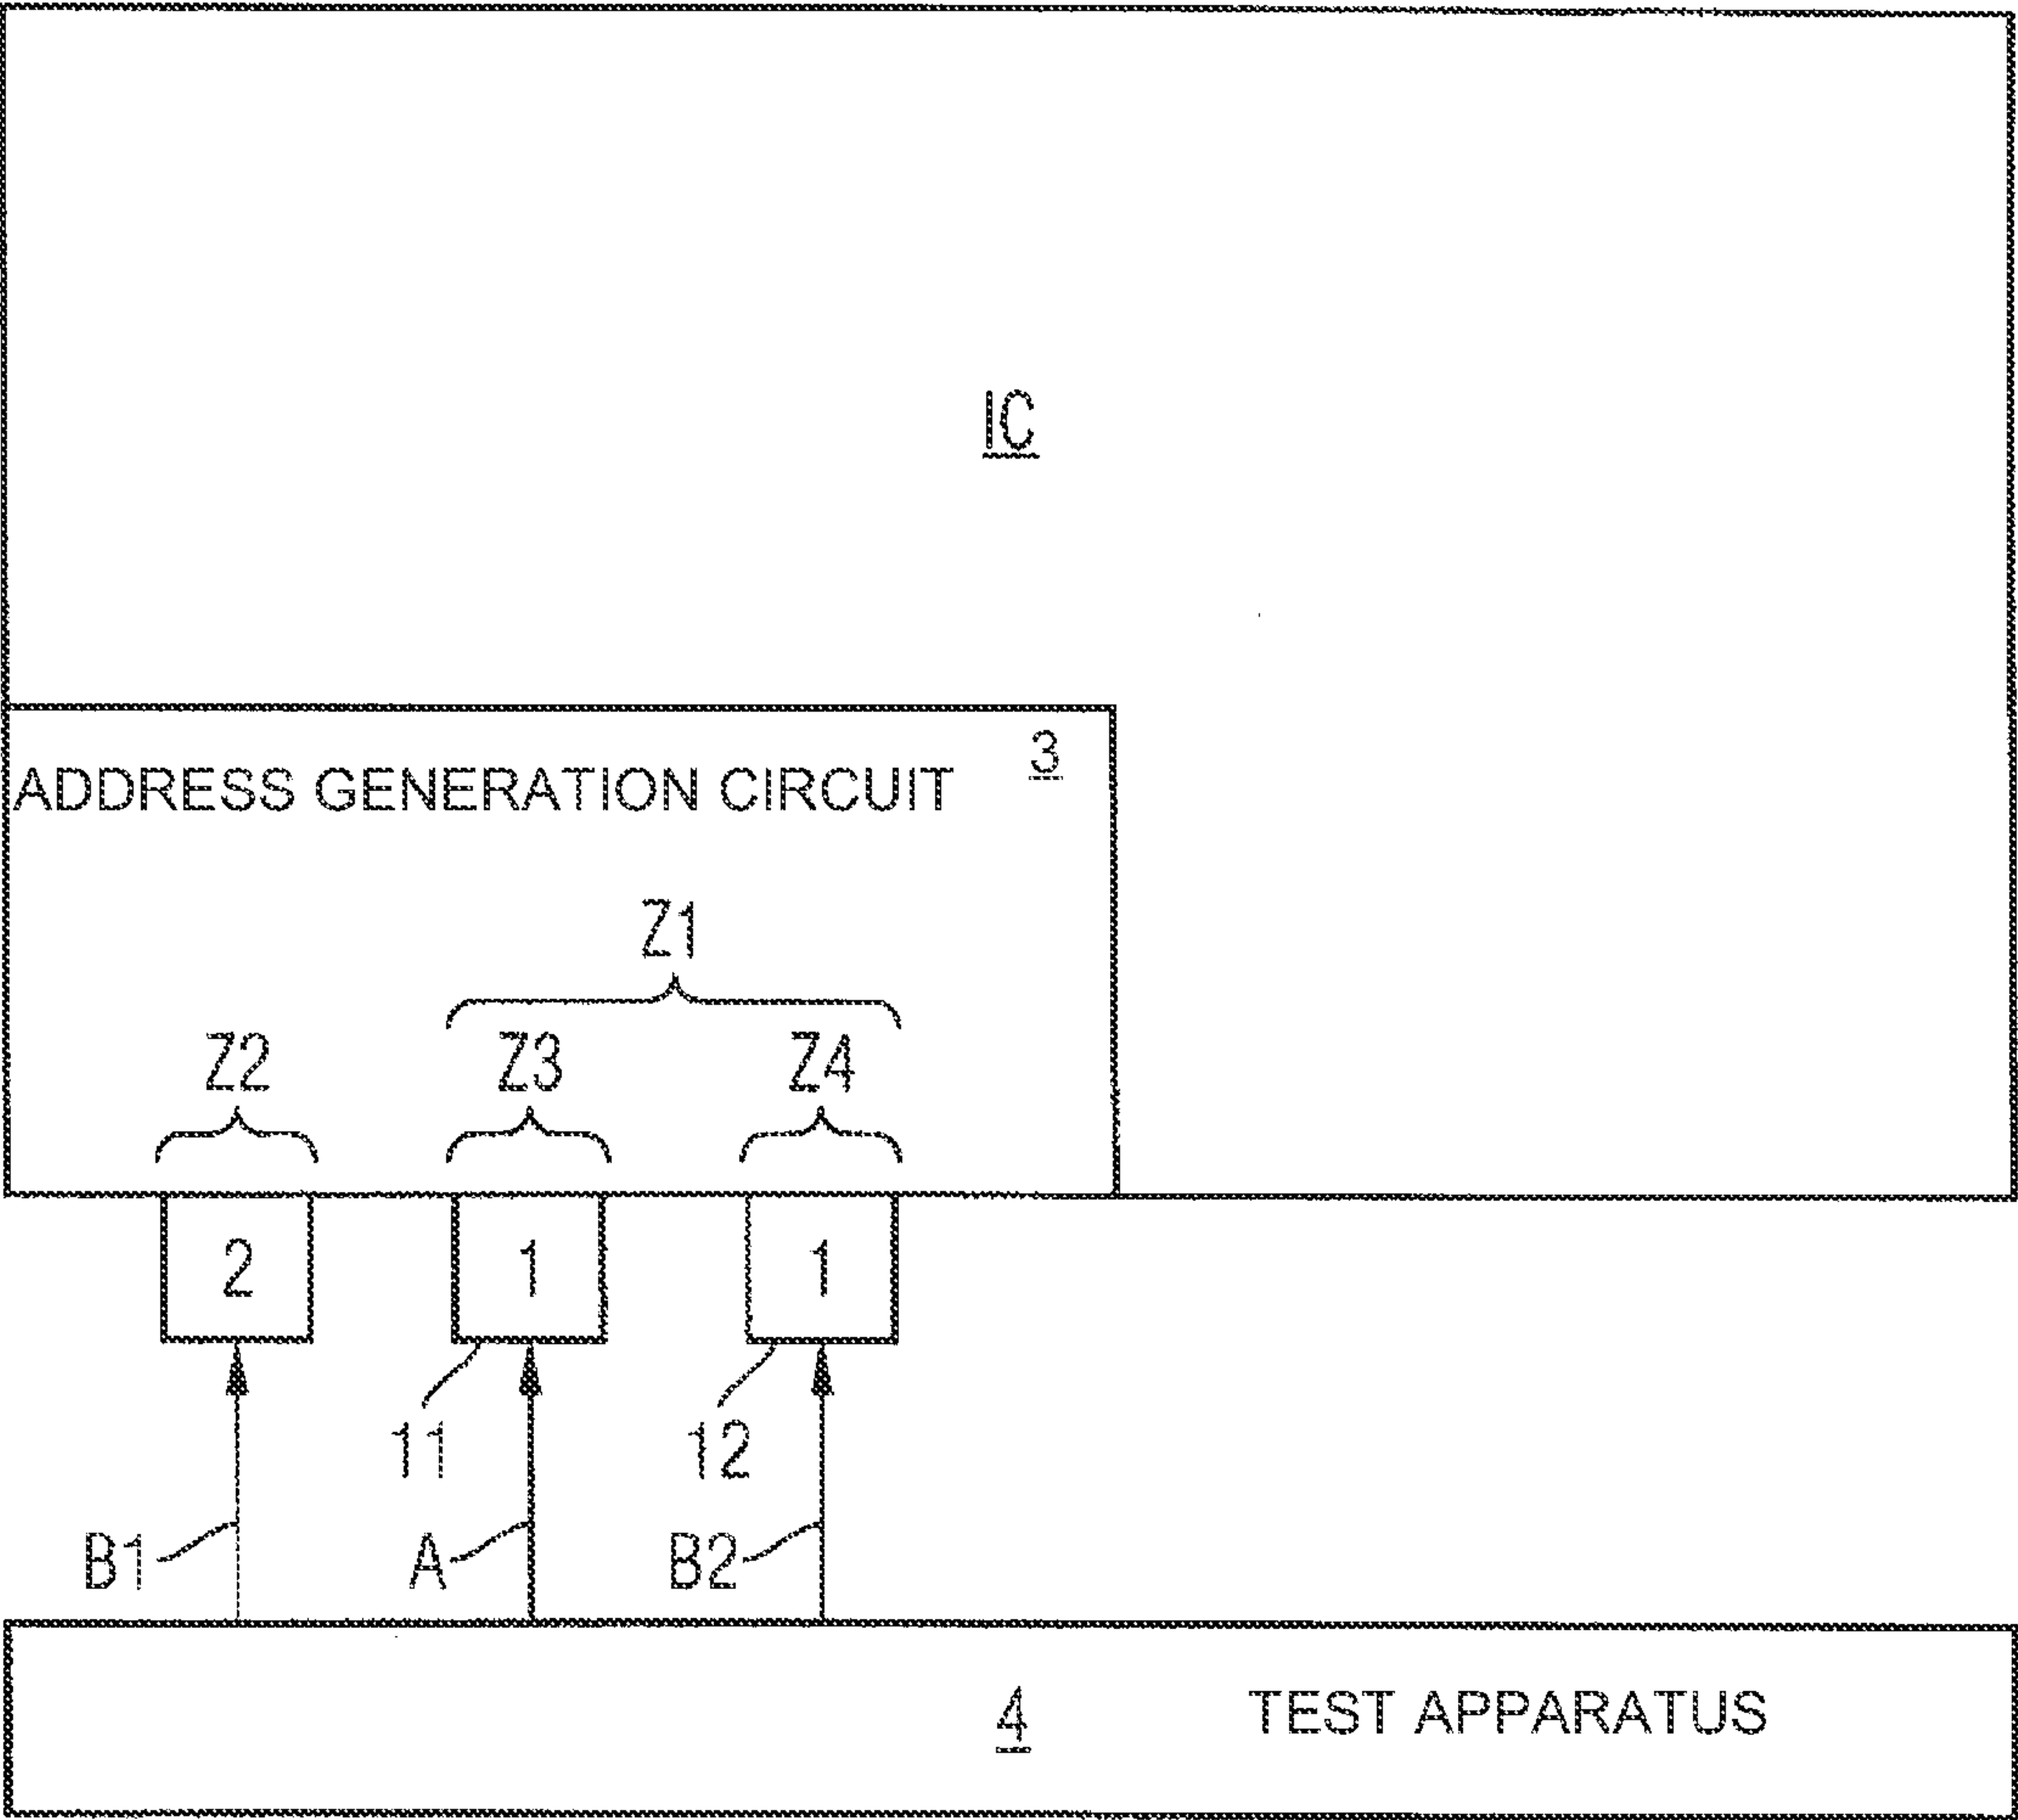 IC
3
ADDRESS GENERATION CIRCUIT
Z1
Z2 Z3 Z4
2 1 1
11 12
B1 A B2
4 TEST APPARATUS